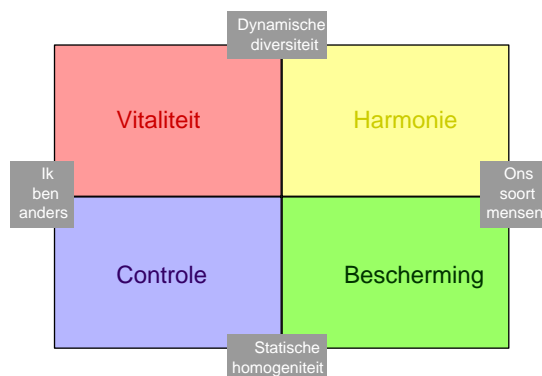 Dynamische
diversiteit
Vitaliteit
Harmonie
Ik
ben
anders
Ons
soort
mensen
Controle
Bescherming
Statische
homogeniteit